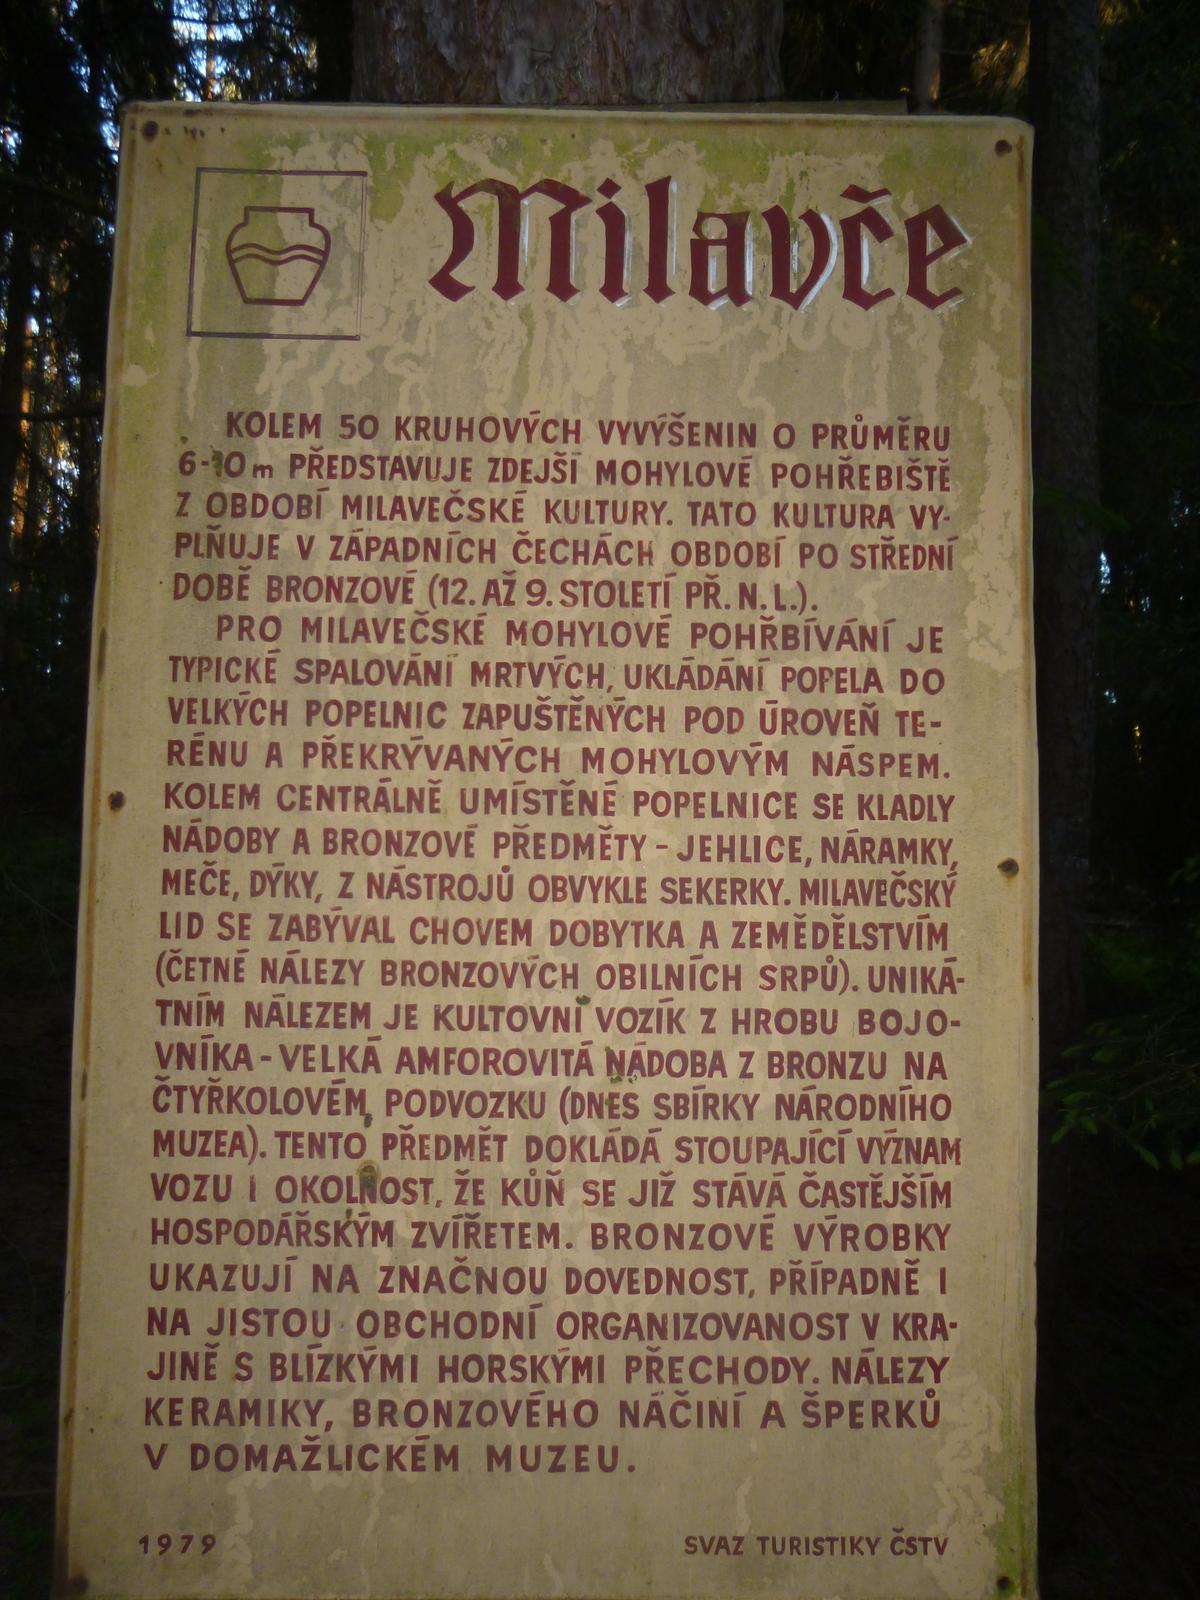 Milavče
KOLEM 50 KRUHOVÝCH VYVÝŠENIN O PRŮMĚRU
6-10m PŘEDSTAVUJE ZDEJŠÍ MOHYLOVÉ POHŘEBIŠTĚ
Z OBDOBÍ MILAVEČSKÉ KULTURY. TATO KULTURA VY-
PLŇUJE V ZÁPADNÍCH ČECHÁCH OBDOBÍ PO STŘEDNÍ
DOBĚ BRONZOVÉ (12. AŽ 9. STOLETÍ PŘ. N. L.).
PRO MILAVEČSKÉ MOHYLOVÉ POHŘBÍVÁNÍ JE
TYPICKÉ SPALOVÁNÍ MRTVÝCH, UKLÁDÁNÍ POPELA DO
VELKÝCH POPELNIC ZAPUŠTĚNÝCH POD ÚROVEŇ TE-
RÉNU A PŘEKRÝVANÝCH MOHYLOVÝM NÁSPEM.
KOLEM CENTRÁLNĚ UMÍSTĚNÉ POPELNICE SE KLADLY
NÁDOBY A BRONZOVÉ PŘEDMĚTY - JEHLICE, NÁRAMKY,
MEČE, DÝKY, Z NÁSTROJŮ OBVYKLE SEKERKY. MILAVEČSKÝ
LID SE ZABÝVAL CHOVEM DOBYTKA A ZEMĚDĚLSTVÍM
(ČETNÉ NÁLEZY BRONZOVÝCH OBILNÍCH SRPŮ). UNIKÁ-
TNÍM NÁLEZEM JE KULTOVNÍ VOZÍK Z HROBU BOJO-
VNÍKA - VELKÁ AMFOROVITÁ NÁDOBA Z BRONZU NA
ČTYŘKOLOVÉM PODVOZKU (DNES SBÍRKY NÁRODNÍHO
MUZEA). TENTO PŘEDMĚT DOKLÁDÁ STOUPAJÍCÍ VÝZNAM
VOZU I OKOLNOST, ŽE KŮŇ SE JIŽ STÁVÁ ČASTĚJŠÍM
HOSPODÁŘSKÝM ZVÍŘETEM. BRONZOVÉ VÝROBKY
UKAZUJÍ NA ZNAČNOU DOVEDNOST, PŘÍPADNĚ I
NA JISTOU OBCHODNÍ ORGANIZOVANOST V KRA-
JINĚ S BLÍZKÝMI HORSKÝMI PŘECHODY. NÁLEZY
KERAMIKY, BRONZOVÉHO NÁČINÍ A ŠPERKŮ
V DOMAŽLICKÉM MUZEU.
1979 SVAZ TURISTIKY ČSTV